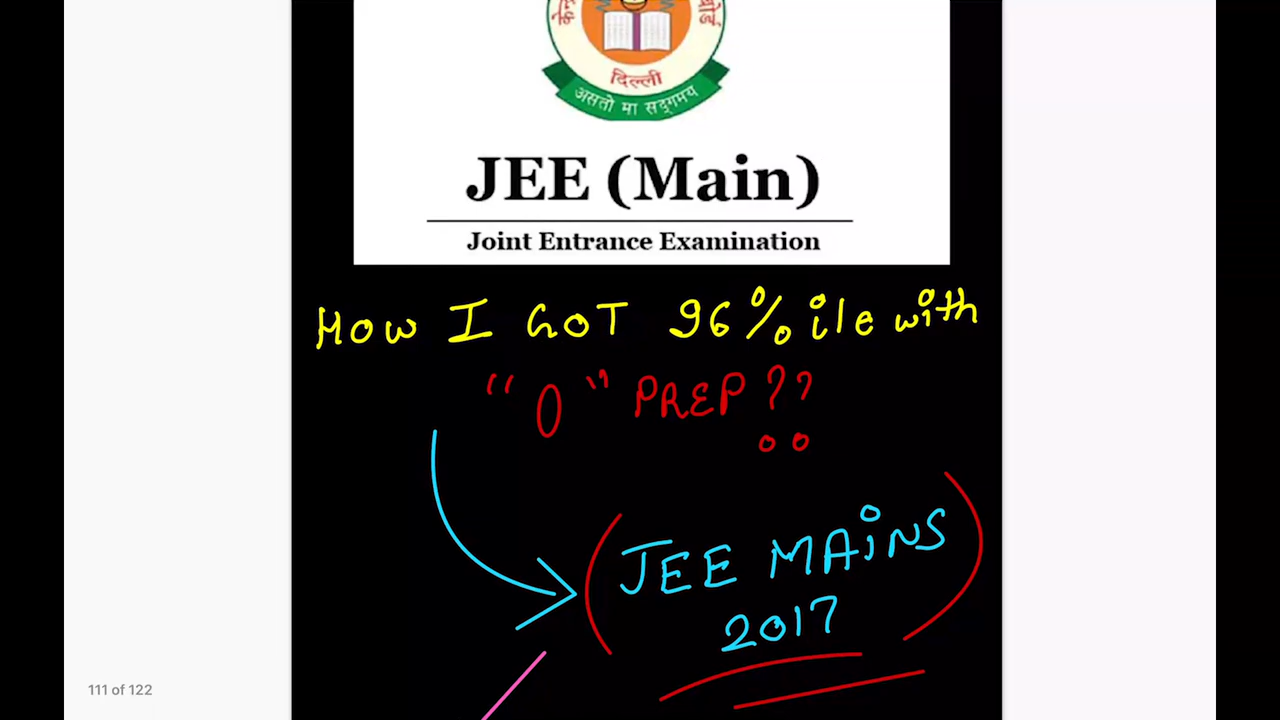 दिल्ली
असतो मा सद्गमय
JEE (Main)
Joint Entrance Examination
HOW I GOT 96%ile with
"0" PREP??
(JEE MAiNS
2017)
111 of 122